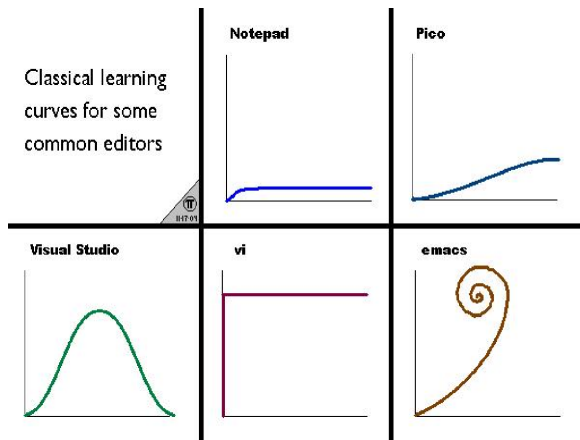 Classical learning
curves for some
common editors
Notepad
Pico
Visual Studio
vi
emacs